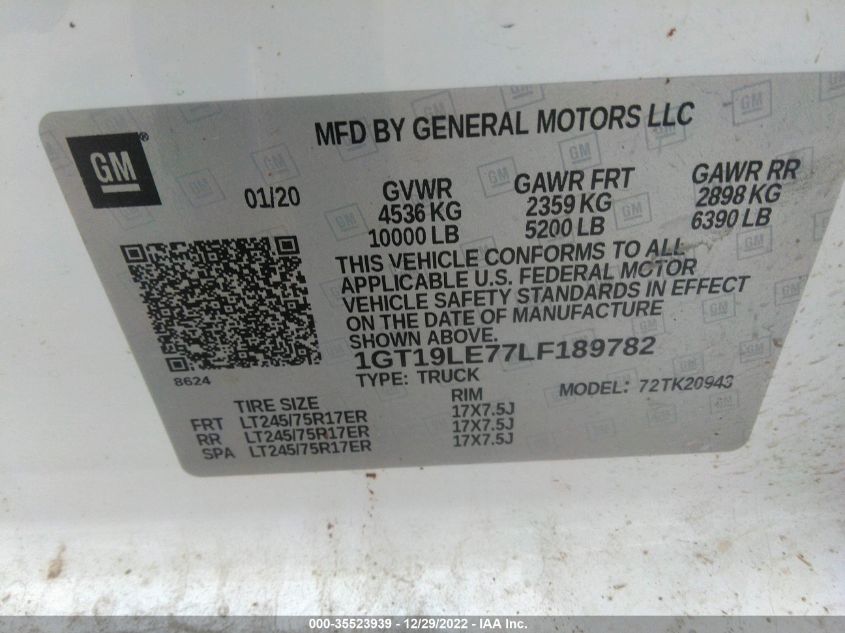 MFD BY GENERAL MOTORS LLC
GM
®
01/20
GVWR
4536 KG
10000 LB
GAWR FRT
2359 KG
5200 LB
GAWR RR
2898 KG
6390 LB
THIS VEHICLE CONFORMS TO ALL
APPLICABLE U.S. FEDERAL MOTOR
VEHICLE SAFETY STANDARDS IN EFFECT
ON THE DATE OF MANUFACTURE
SHOWN ABOVE.
1GT19LE77LF189782
8624
TYPE: TRUCK
MODEL: 72TK20943
TIRE SIZE RIM
FRT LT245/75R17ER 17X7.5J
RR LT245/75R17ER 17X7.5J
SPA LT245/75R17ER 17X7.5J
000-35523939 - 12/29/2022 - IAA Inc.